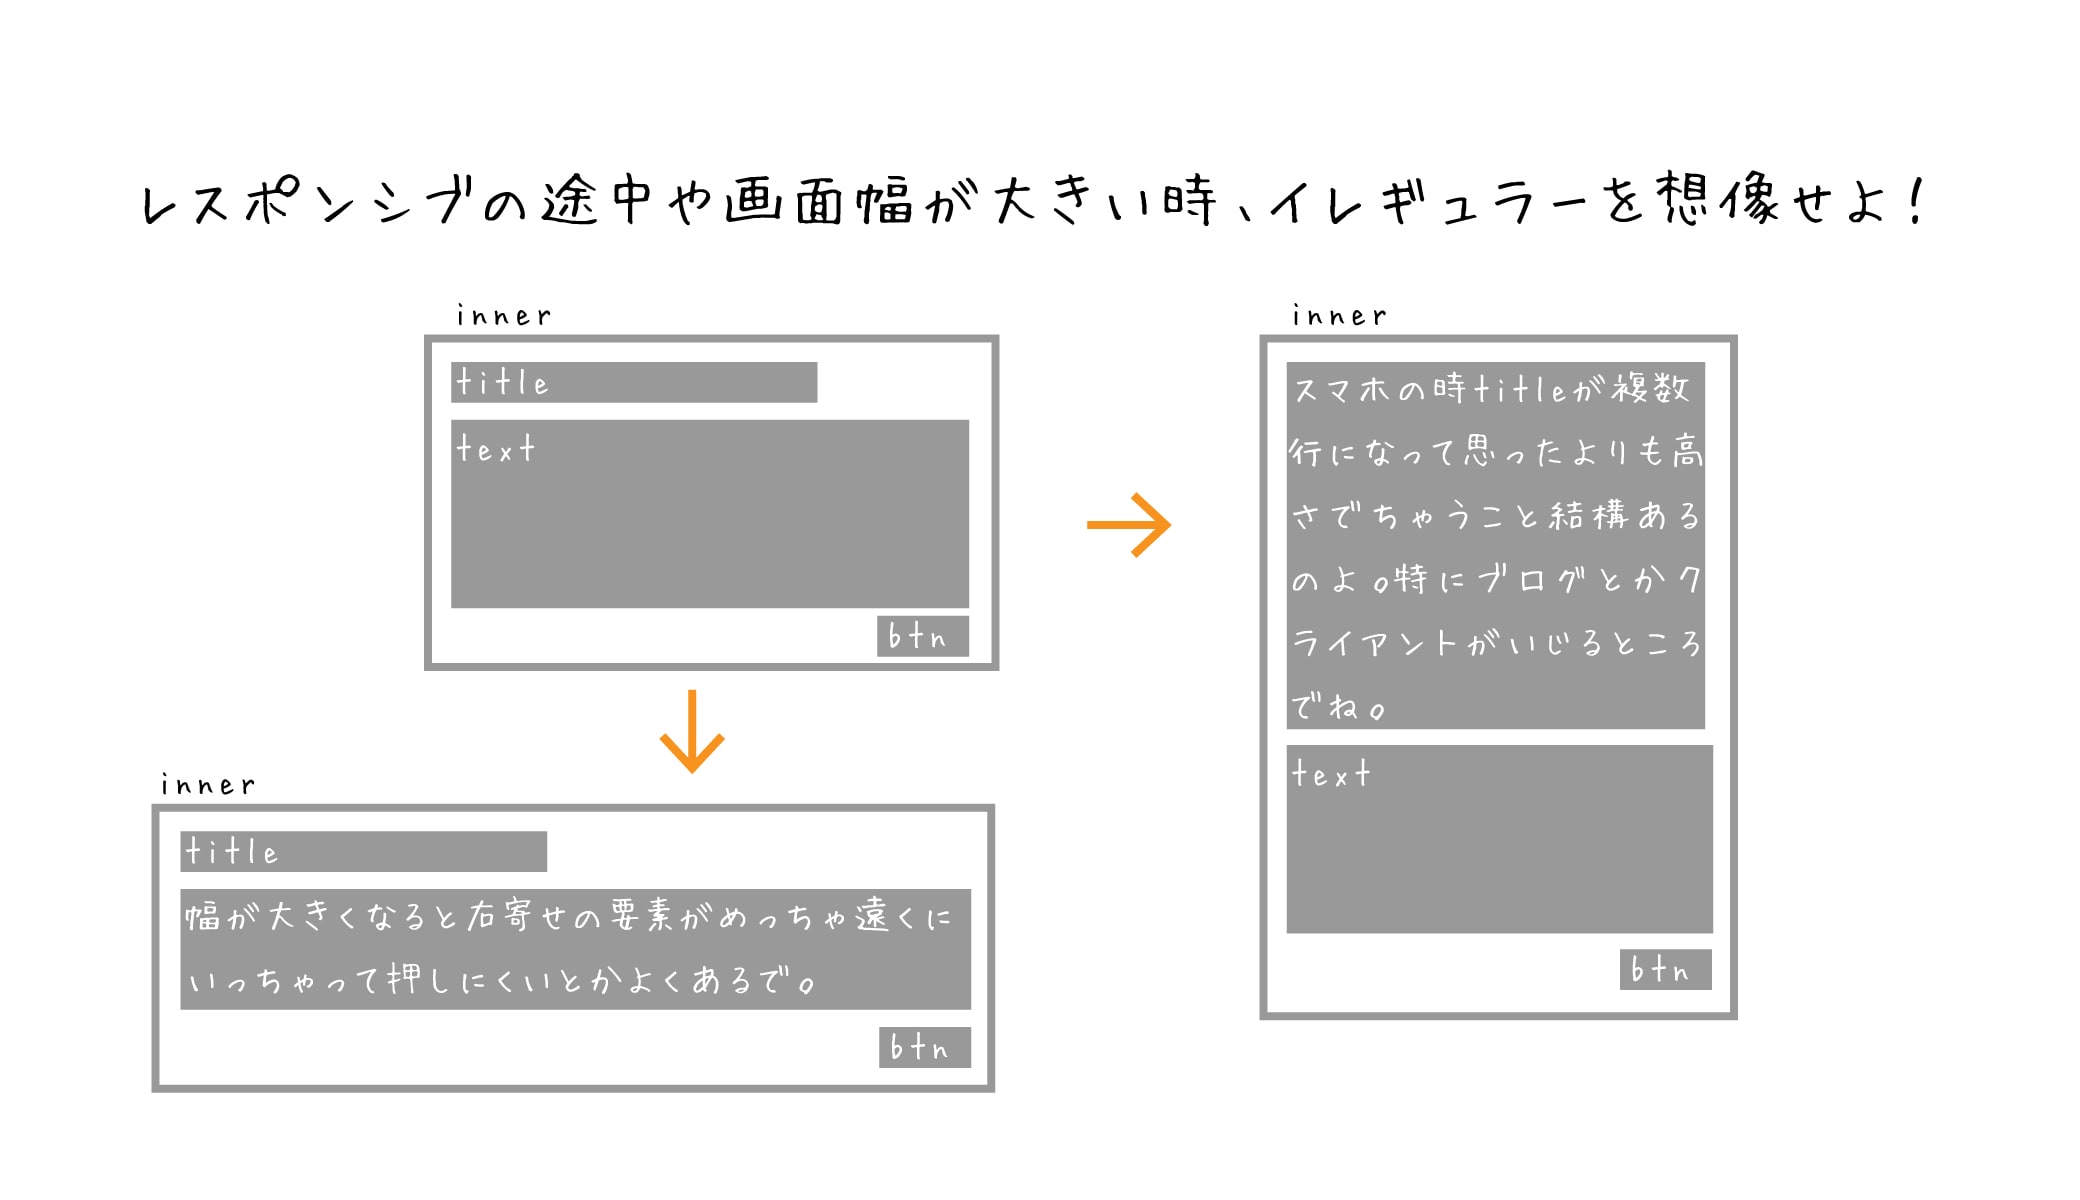 レスポンシブの途中や画面幅が大きい時、イレギュラーを想像せよ！
inner
title
text
btn
inner
スマホの時titleが複数
行になって思ったよりも高
さでちゃうこと結構ある
のよ。特にブログとかク
ライアントがいじるところ
でね。
text
btn
inner
title
幅が大きくなると右寄せの要素がめっちゃ遠くに
いっちゃって押しにくいとかよくあるで。
btn